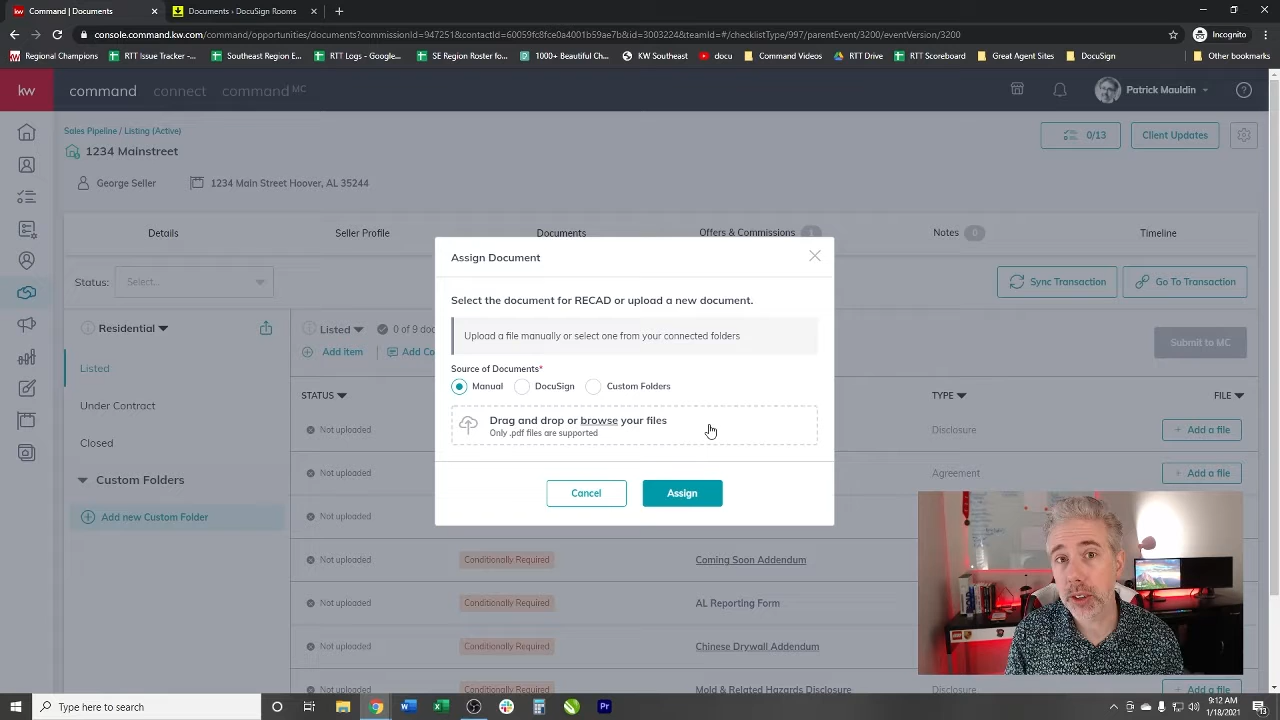 Command | Documents
Documents › DocuSign Rooms
console.command.kw.com/command/opportunities/documents?commissionId=947251&contactId=60059fc8fce0a4001b59ae3f&id=3003224&teamId=#/checklistType/997/parentEvent/3200/eventVersion/3200
Incognito
Regional Champions
RTT State Tracker -...
Southeast Region S...
RTT Legs - Google...
SE Region Roster fo...
1000+ Beautiful Ch...
KW Southeast
docu
Command Videos
RTT Drive
RTT Scoreboard
Great Agent Sites
DocuSign
Other bookmarks
kw
command
connect
command MC
Patrick Mauldin
Sales Pipeline / Listing (Active)
1234 Mainstreet
0/13
Client Updates
George Seller
1234 Main Street Hoover, AL 35244
Details
Seller Profile
Documents
Offers & Commissions 1
Notes 0
Timeline
Status:
Select...
Sync Transaction
Go To Transaction
Assign Document
Select the document for RECAD or upload a new document.
Upload a file manually or select one from your connected folders
Source of Documents*
Manual
DocuSign
Custom Folders
Drag and drop or browse your files
Only .pdf files are supported
Cancel
Assign
Residential
Listed
Under Contract
Closed
Custom Folders
Add new Custom Folder
Listed
0 of 9 doc
Add item
Add Co
Submit to MC
STATUS
TYPE
FILE
Not uploaded
Disclosure
+ Add a file
Not uploaded
Agreement
+ Add a file
Not uploaded
Not uploaded
Conditionally Required
Coming Soon Addendum
Not uploaded
Conditionally Required
AL Reporting Form
Not uploaded
Conditionally Required
Chinese Drywall Addendum
Not uploaded
Conditionally Required
Mold & Related Hazards Disclosure
Disclosure
+ Add a file
Type here to search
9:12 AM
1/18/2021